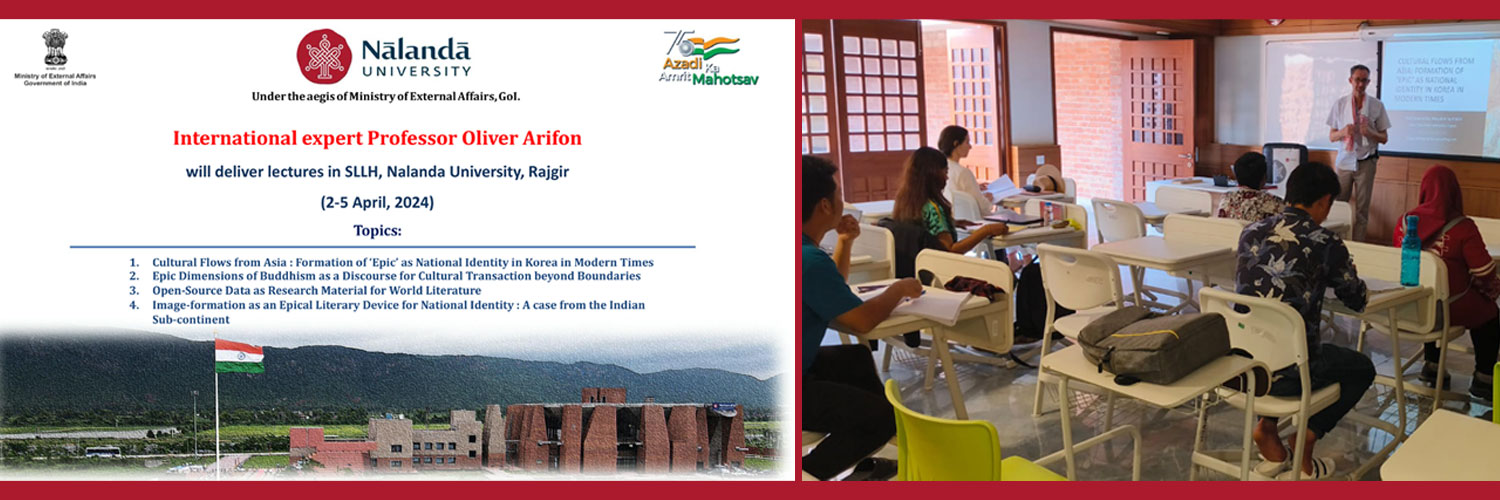 Ministry of External Affairs
Government of India
Nālandā
UNIVERSITY
Under the aegis of Ministry of External Affairs, GoI.
75
Azadi Ka
Amrit Mahotsav
International expert Professor Oliver Arifon
will deliver lectures in SLLH, Nalanda University, Rajgir
(2-5 April, 2024)
Topics:
1. Cultural Flows from Asia : Formation of ‘Epic’ as National Identity in Korea in Modern Times
2. Epic Dimensions of Buddhism as a Discourse for Cultural Transaction beyond Boundaries
3. Open-Source Data as Research Material for World Literature
4. Image-formation as an Epical Literary Device for National Identity : A case from the Indian
Sub-continent
CULTURAL FLOWS FROM
ASIA: FORMATION OF
'EPIC' AS NATIONAL
IDENTITY IN KOREA IN
MODERN TIMES